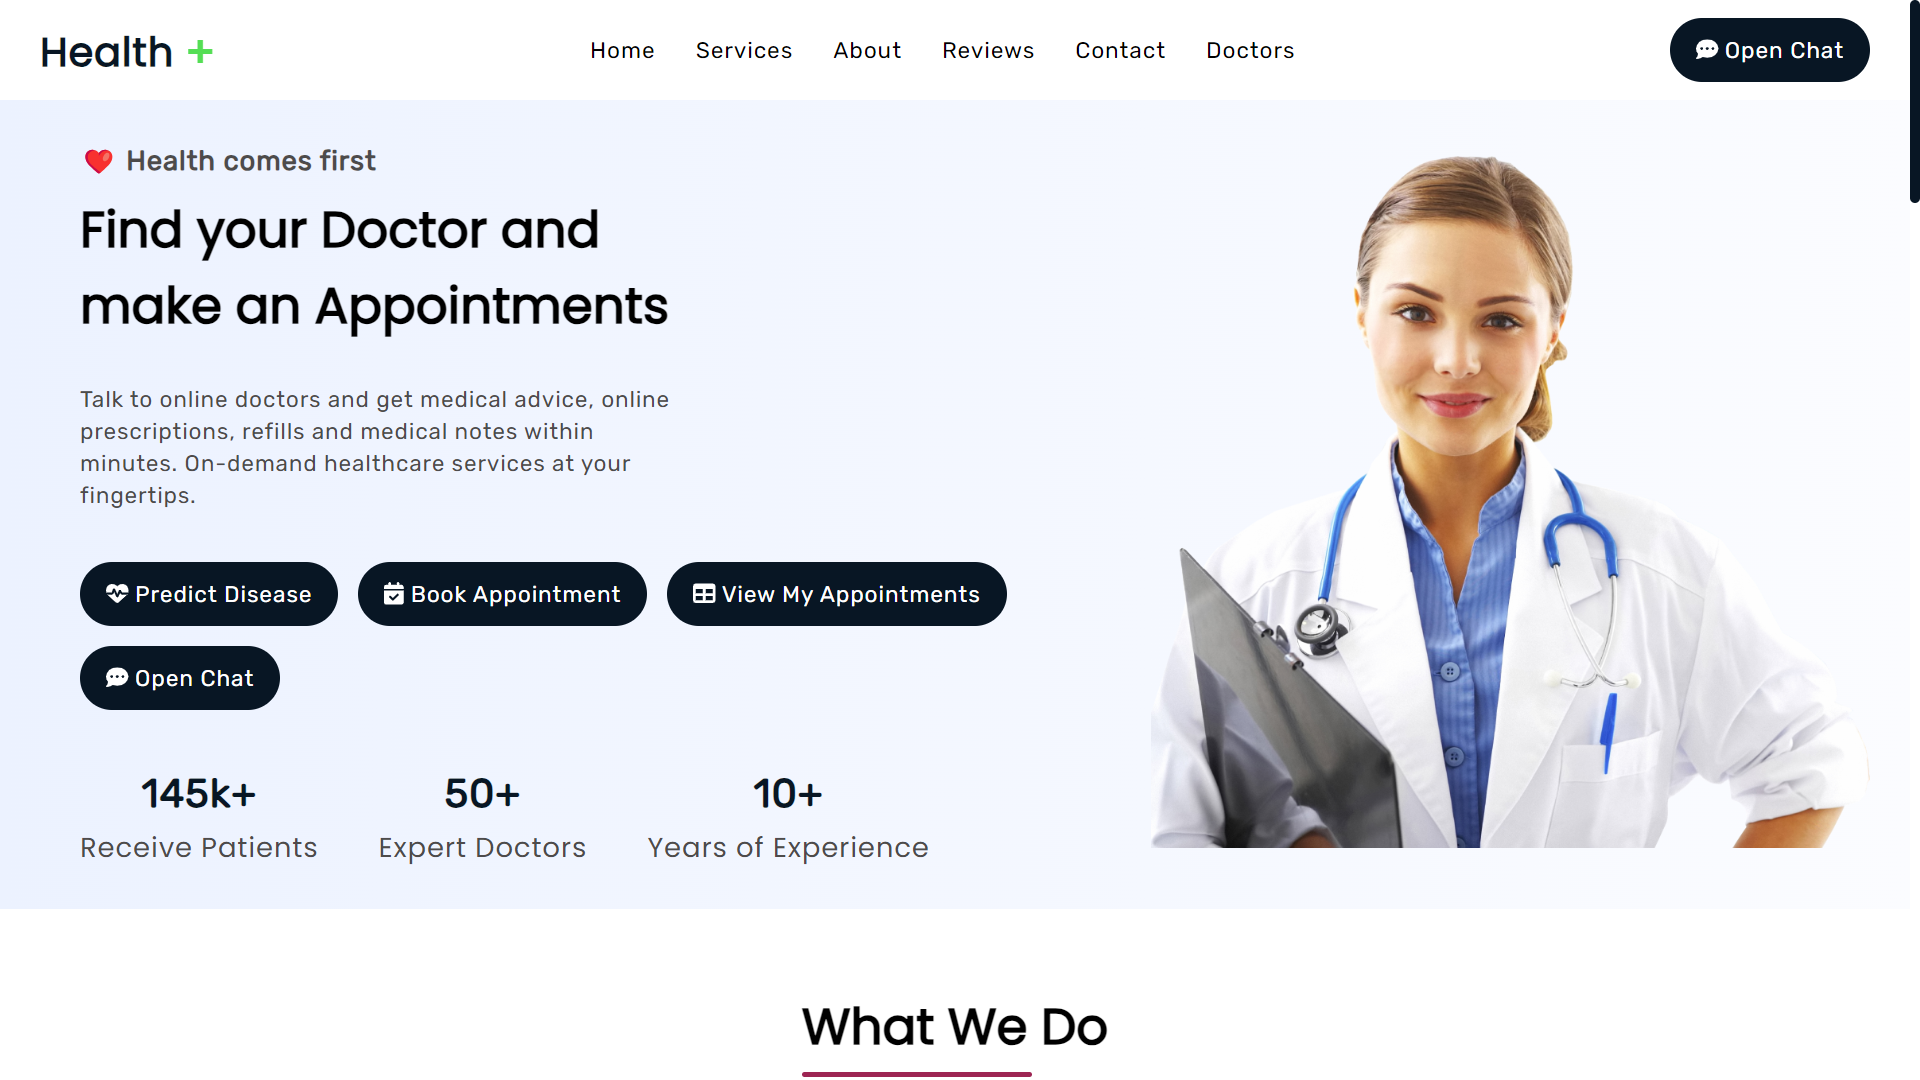 Health +
Home Services About Reviews Contact Doctors
Open Chat
Health comes first
Find your Doctor and
make an Appointments
Talk to online doctors and get medical advice, online
prescriptions, refills and medical notes within
minutes. On-demand healthcare services at your
fingertips.
Predict Disease
Book Appointment
View My Appointments
Open Chat
145k+
Receive Patients
50+
Expert Doctors
10+
Years of Experience
What We Do